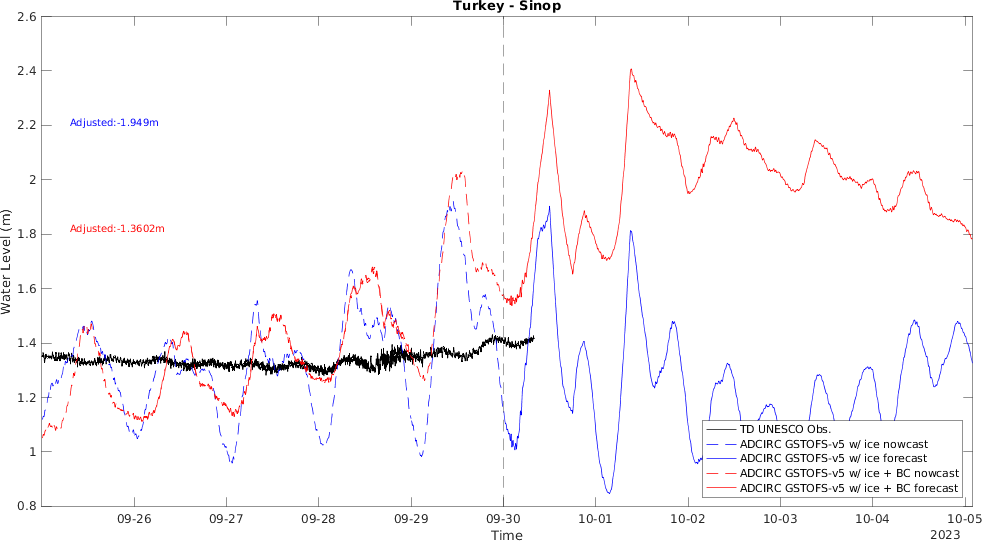 Turkey - Sinop
2.6
2.4
2.2
2
1.8
1.6
1.4
1.2
1
0.8
Water Level (m)
Adjusted:-1.949m
Adjusted:-1.3602m
TD UNESCO Obs.
ADCIRC GSTOFS-v5 w/ ice nowcast
ADCIRC GSTOFS-v5 w/ ice forecast
ADCIRC GSTOFS-v5 w/ ice + BC nowcast
ADCIRC GSTOFS-v5 w/ ice + BC forecast
09-26 09-27 09-28 09-29 09-30 10-01 10-02 10-03 10-04 10-05
Time
2023